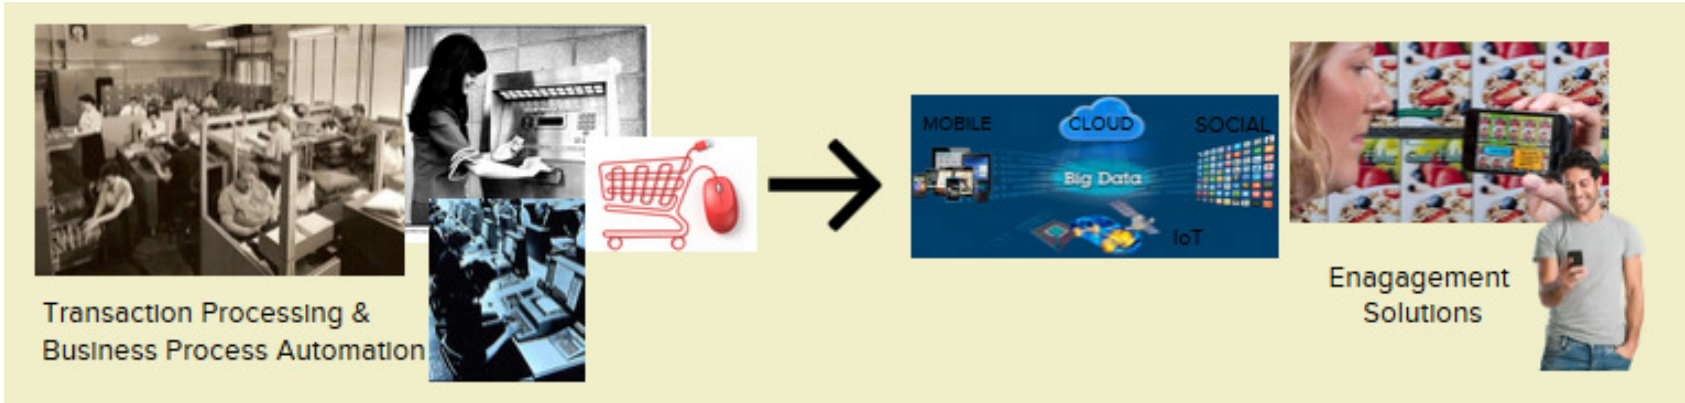 Transaction Processing &
Business Process Automation
MOBILE
CLOUD
SOCIAL
Big Data
IoT
Enagagement
Solutions